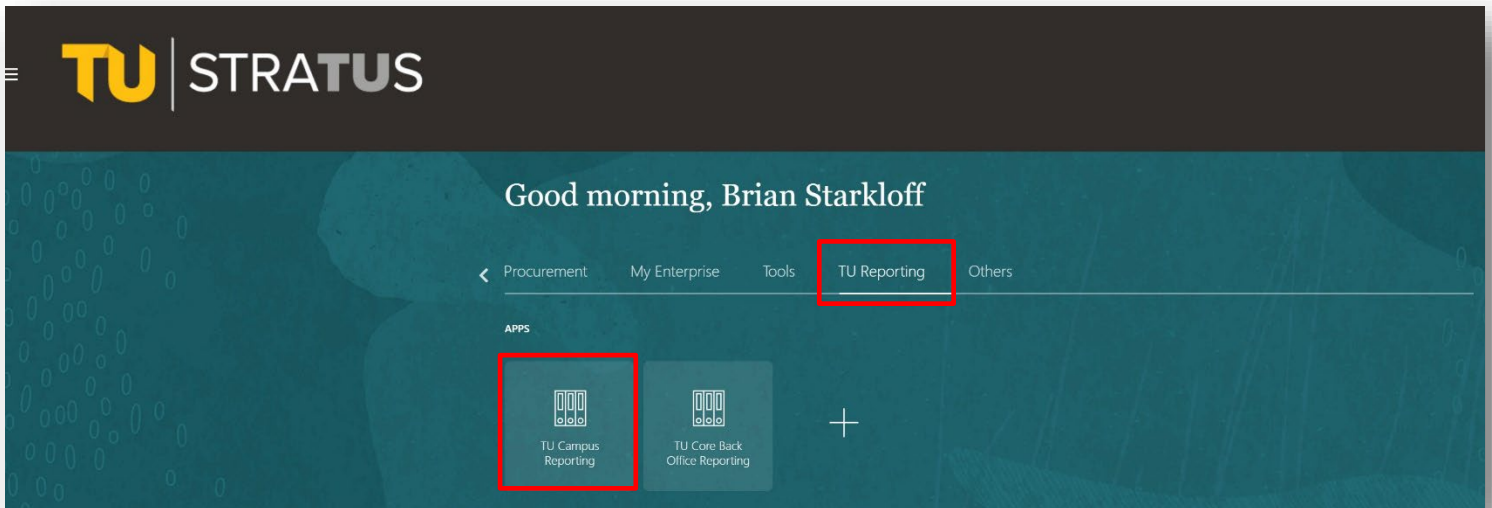 TU STRATUS
Good morning, Brian Starkloff
Procurement My Enterprise Tools TU Reporting Others
APPS
TU Campus
Reporting
TU Core Back
Office Reporting